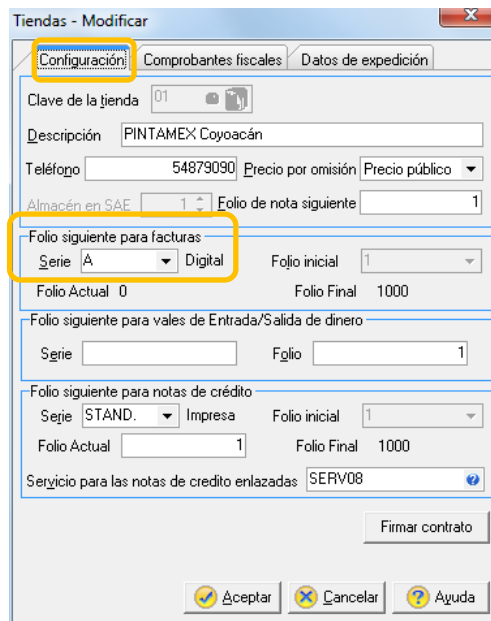 Tiendas - Modificar
Configuración Comprobantes fiscales Datos de expedición
Clave de la tienda 01
Descripción PINTAMEX Coyoacán
Teléfono 54879090 Precio por omisión Precio público
Almacén en SAE 1 Folio de nota siguiente 1
Folio siguiente para facturas
Serie A Digital Folio inicial 1
Folio Actual 0 Folio Final 1000
Folio siguiente para vales de Entrada/Salida de dinero
Serie Folio 1
Folio siguiente para notas de crédito
Serie STAND. Impresa Folio inicial 1
Folio Actual 1 Folio Final 1000
Servicio para las notas de credito enlazadas SERV08
Firmar contrato
Aceptar Cancelar Ayuda